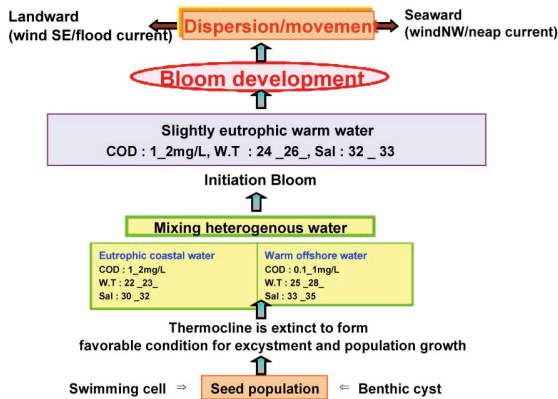 Landward
(wind SE/flood current)
Dispersion/movement
Seaward
(windNW/neap current)
Bloom development
Slightly eutrophic warm water
COD : 1_2mg/L, W.T : 24 _26_, Sal : 32 _ 33
Initiation Bloom
Mixing heterogenous water
Eutrophic coastal water
COD : 1_2mg/L
W.T : 22 _23_
Sal : 30 _32
Warm offshore water
COD : 0.1_1mg/L
W.T : 25 _28_
Sal : 33 _35
Thermocline is extinct to form
favorable condition for excystment and population growth
Swimming cell ⇒ Seed population ⇐ Benthic cyst